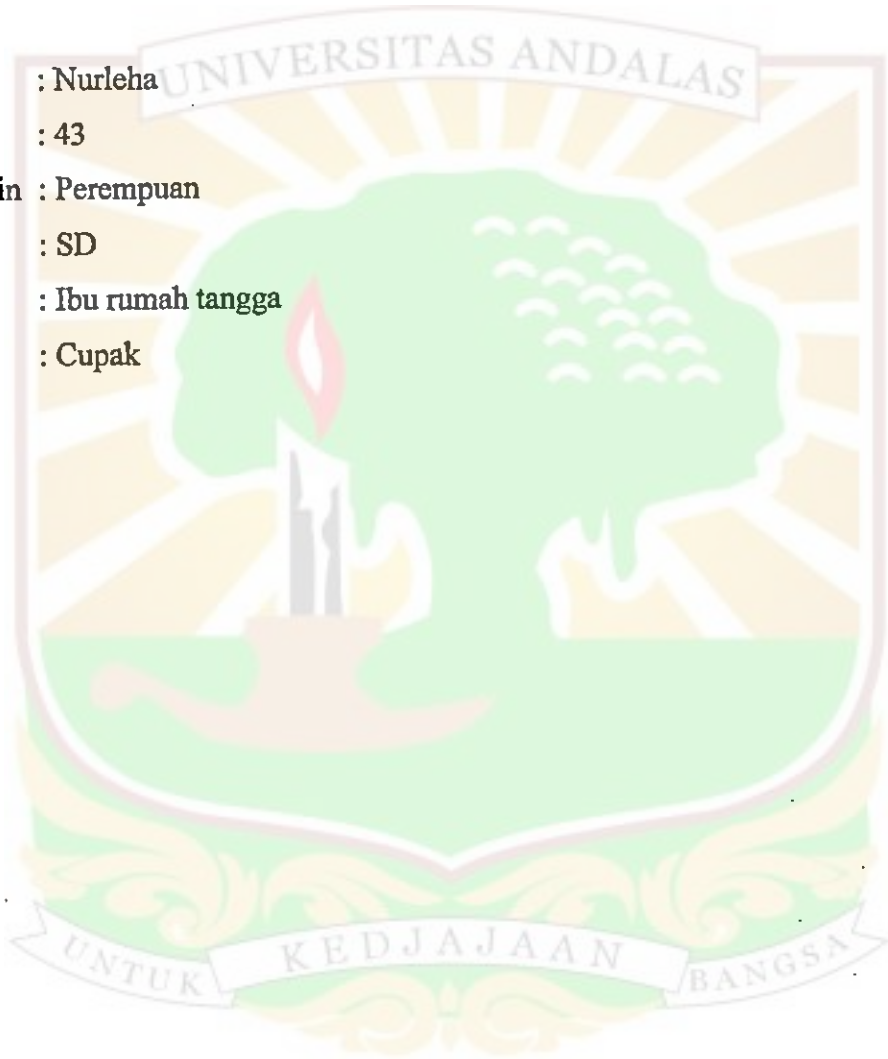 UNIVERSITAS ANDALAS
: Nurleha
: 43
in : Perempuan
: SD
: Ibu rumah tangga
: Cupak
UNTUK KEDJAJAAN BANGSA